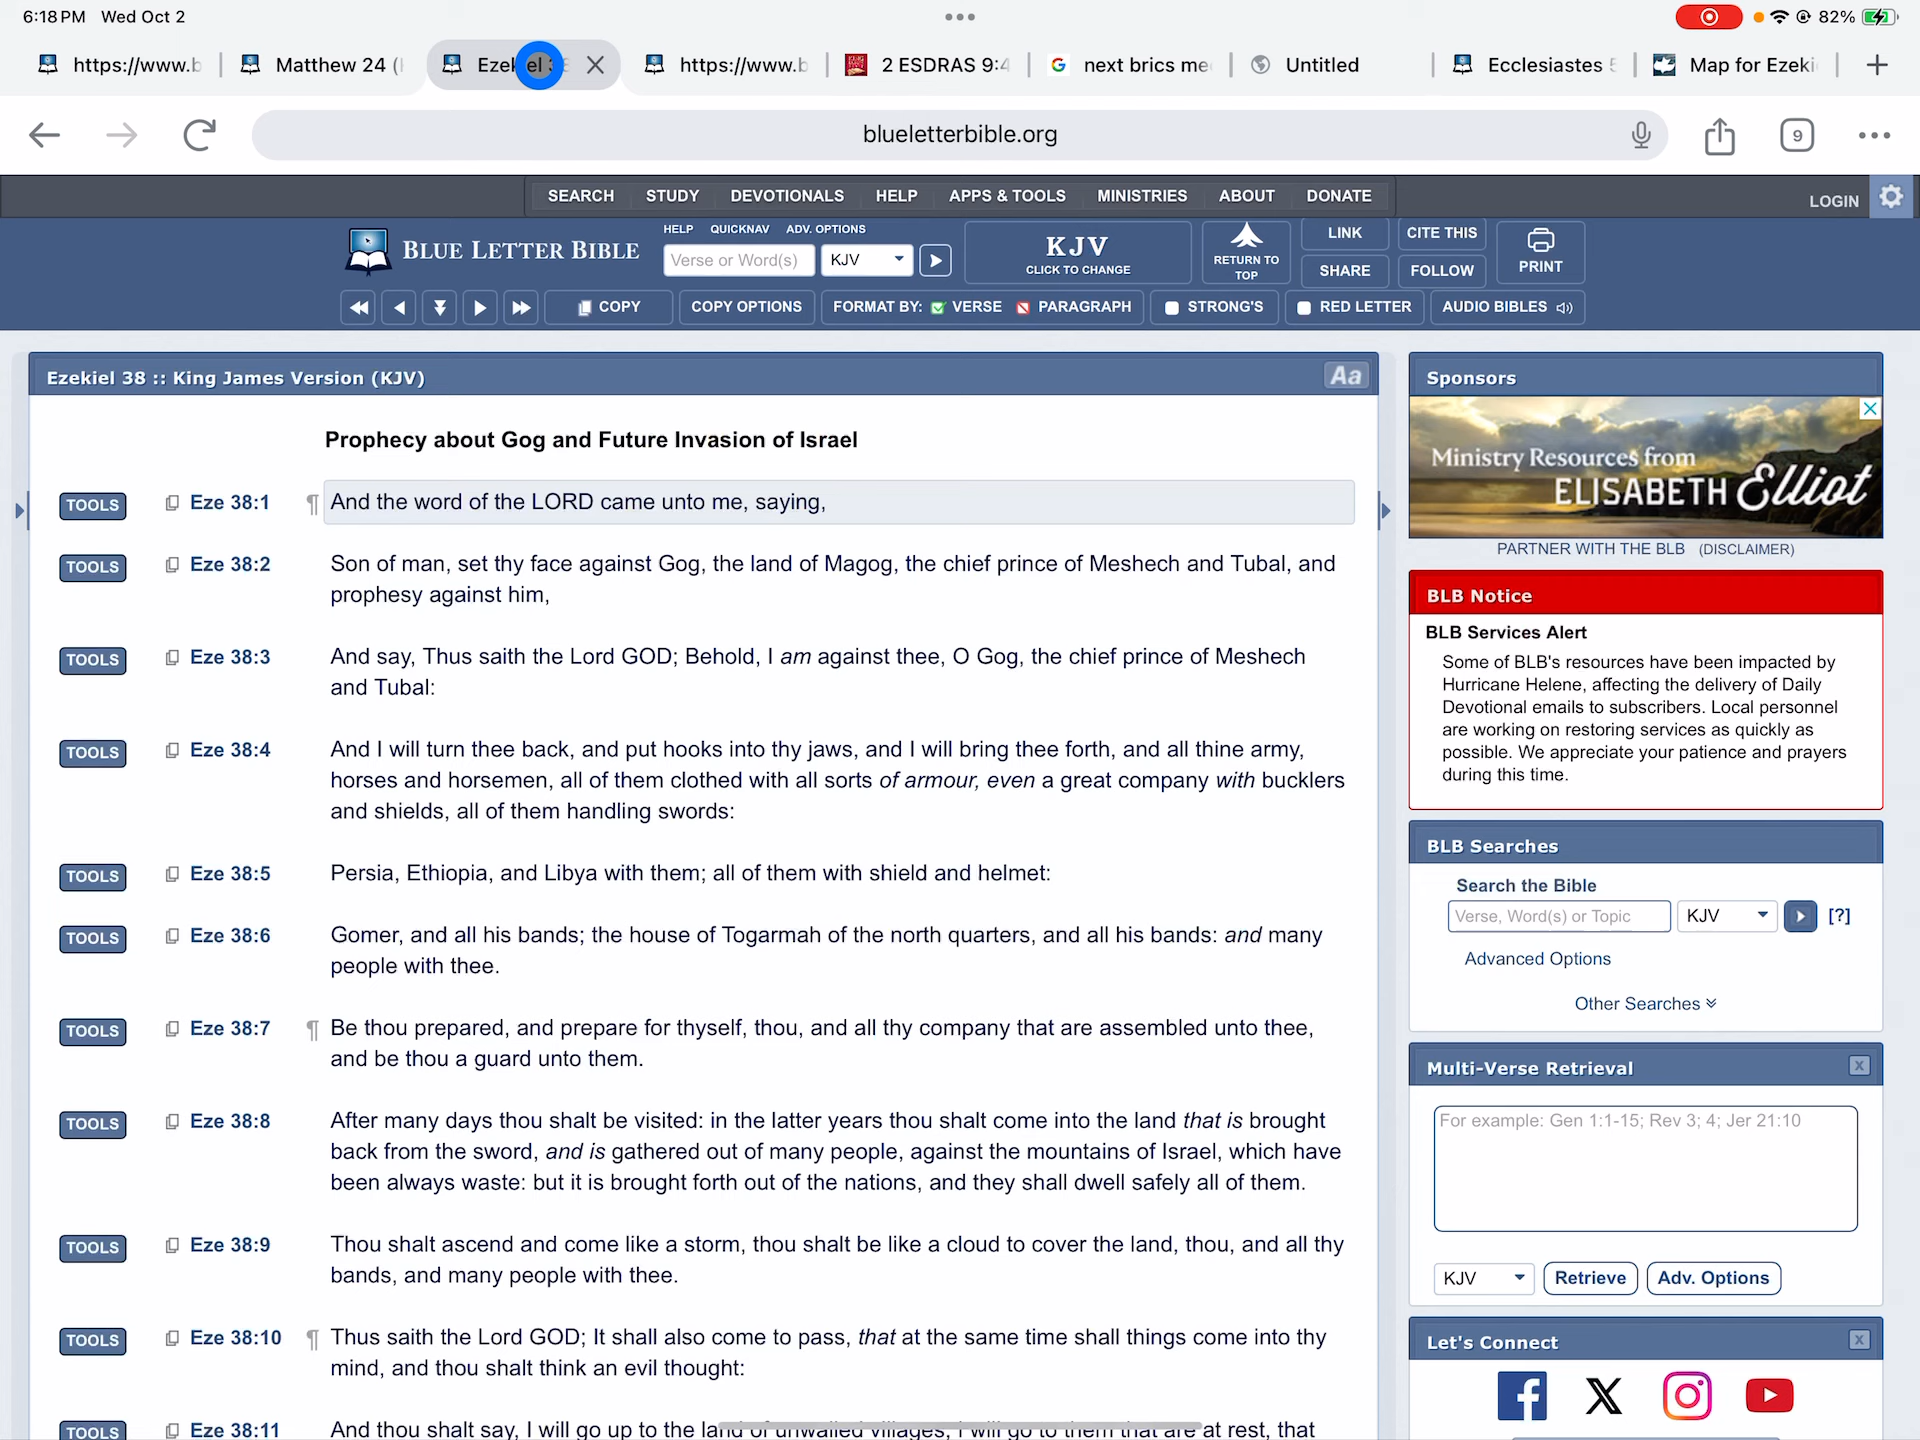 6:18 PM Wed Oct 2
82%
https://www.b
Matthew 24 (
Ezekiel 38
https://www.b
2 ESDRAS 9:4
next brics me
Untitled
Ecclesiastes 5
Map for Ezeki
blueletterbible.org
9
SEARCH STUDY DEVOTIONALS HELP APPS & TOOLS MINISTRIES ABOUT DONATE
LOGIN
BLUE LETTER BIBLE
HELP QUICKNAV ADV. OPTIONS
Verse or Word(s) KJV
KJV
CLICK TO CHANGE
RETURN TO
TOP
LINK
CITE THIS
SHARE
FOLLOW
PRINT
COPY
COPY OPTIONS
FORMAT BY: VERSE PARAGRAPH
STRONG'S
RED LETTER
AUDIO BIBLES
Ezekiel 38 :: King James Version (KJV)
Aa
Prophecy about Gog and Future Invasion of Israel
TOOLS Eze 38:1 ¶ And the word of the LORD came unto me, saying,
TOOLS Eze 38:2 Son of man, set thy face against Gog, the land of Magog, the chief prince of Meshech and Tubal, and
prophesy against him,
TOOLS Eze 38:3 And say, Thus saith the Lord GOD; Behold, I am against thee, O Gog, the chief prince of Meshech
and Tubal:
TOOLS Eze 38:4 And I will turn thee back, and put hooks into thy jaws, and I will bring thee forth, and all thine army,
horses and horsemen, all of them clothed with all sorts of armour, even a great company with bucklers
and shields, all of them handling swords:
TOOLS Eze 38:5 Persia, Ethiopia, and Libya with them; all of them with shield and helmet:
TOOLS Eze 38:6 Gomer, and all his bands; the house of Togarmah of the north quarters, and all his bands: and many
people with thee.
TOOLS Eze 38:7 ¶ Be thou prepared, and prepare for thyself, thou, and all thy company that are assembled unto thee,
and be thou a guard unto them.
TOOLS Eze 38:8 After many days thou shalt be visited: in the latter years thou shalt come into the land that is brought
back from the sword, and is gathered out of many people, against the mountains of Israel, which have
been always waste: but it is brought forth out of the nations, and they shall dwell safely all of them.
TOOLS Eze 38:9 Thou shalt ascend and come like a storm, thou shalt be like a cloud to cover the land, thou, and all thy
bands, and many people with thee.
TOOLS Eze 38:10 ¶ Thus saith the Lord GOD; It shall also come to pass, that at the same time shall things come into thy
mind, and thou shalt think an evil thought:
TOOLS Eze 38:11 And thou shalt say, I will go up to the land of unwalled villages; I will go to them that are at rest, that
Sponsors
Ministry Resources from
ELISABETH Elliot
PARTNER WITH THE BLB (DISCLAIMER)
BLB Notice
BLB Services Alert
Some of BLB's resources have been impacted by
Hurricane Helene, affecting the delivery of Daily
Devotional emails to subscribers. Local personnel
are working on restoring services as quickly as
possible. We appreciate your patience and prayers
during this time.
BLB Searches
Search the Bible
Verse, Word(s) or Topic KJV [?]
Advanced Options
Other Searches
Multi-Verse Retrieval
For example: Gen 1:1-15; Rev 3; 4; Jer 21:10
KJV Retrieve Adv. Options
Let's Connect